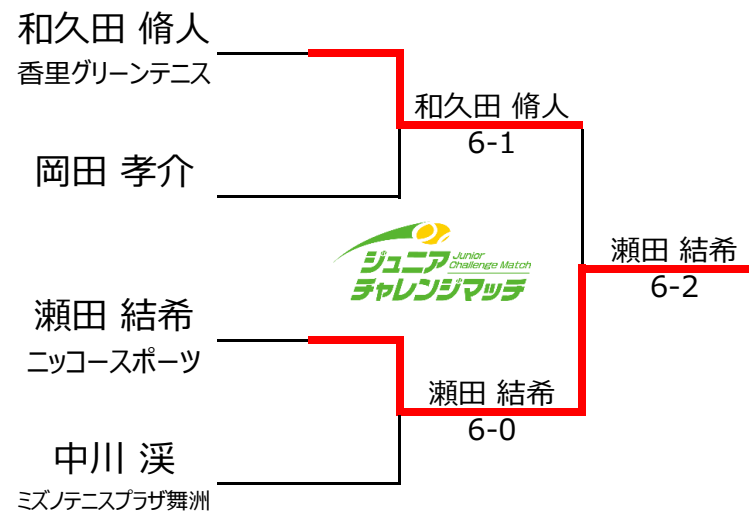 和久田 脩人
香里グリーンテニス
岡田 孝介
瀬田 結希
ニッコースポーツ
中川 渓
ミズノテニスプラザ舞洲
和久田 脩人
6-1
ジュニア Junior Challenge Match
チャレンジマッチ
瀬田 結希
6-0
瀬田 結希
6-2